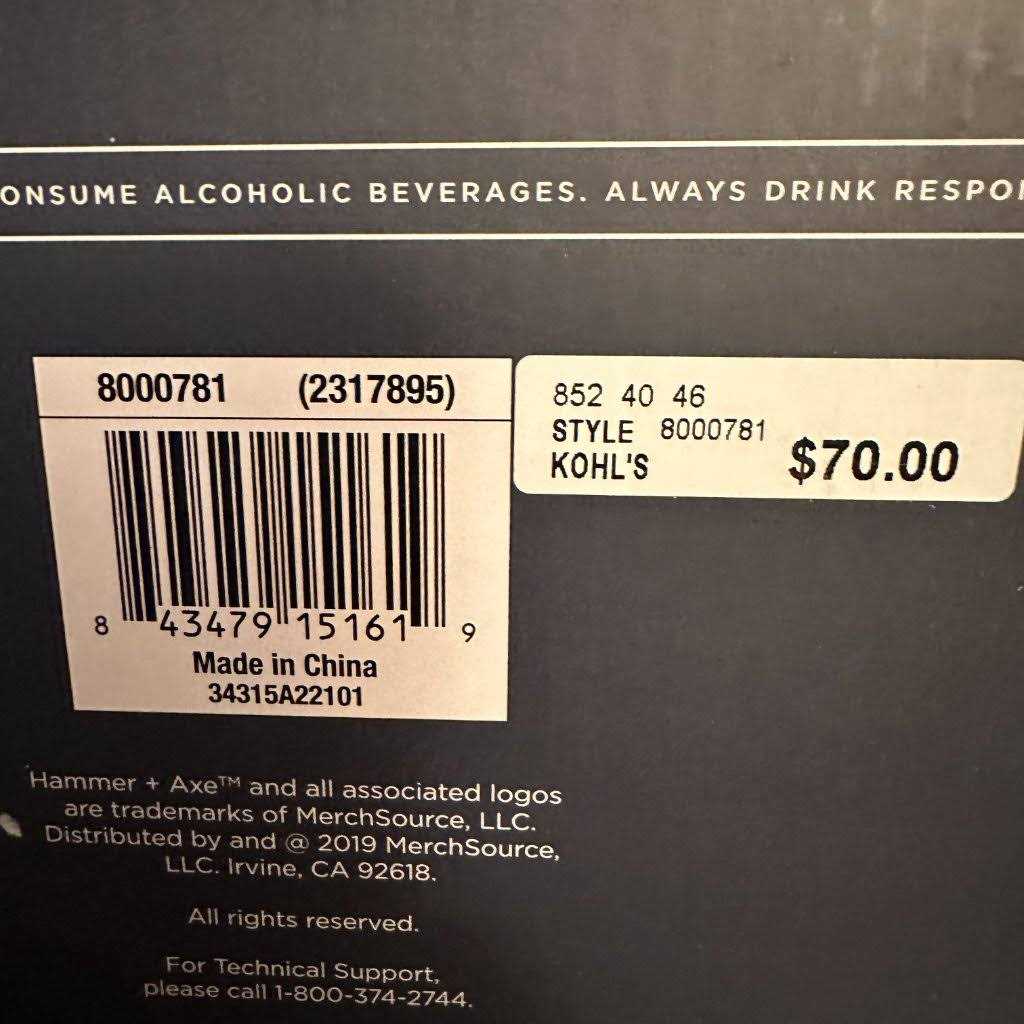 ONSUME ALCOHOLIC BEVERAGES. ALWAYS DRINK RESPO
8000781 (2317895)
852 40 46
STYLE 8000781
KOHL'S $70.00
8 43479 15161 9
Made in China
34315A22101
Hammer + Axe™ and all associated logos
are trademarks of MerchSource, LLC.
Distributed by and @ 2019 MerchSource,
LLC. Irvine, CA 92618.
All rights reserved.
For Technical Support,
please call 1-800-374-2744.